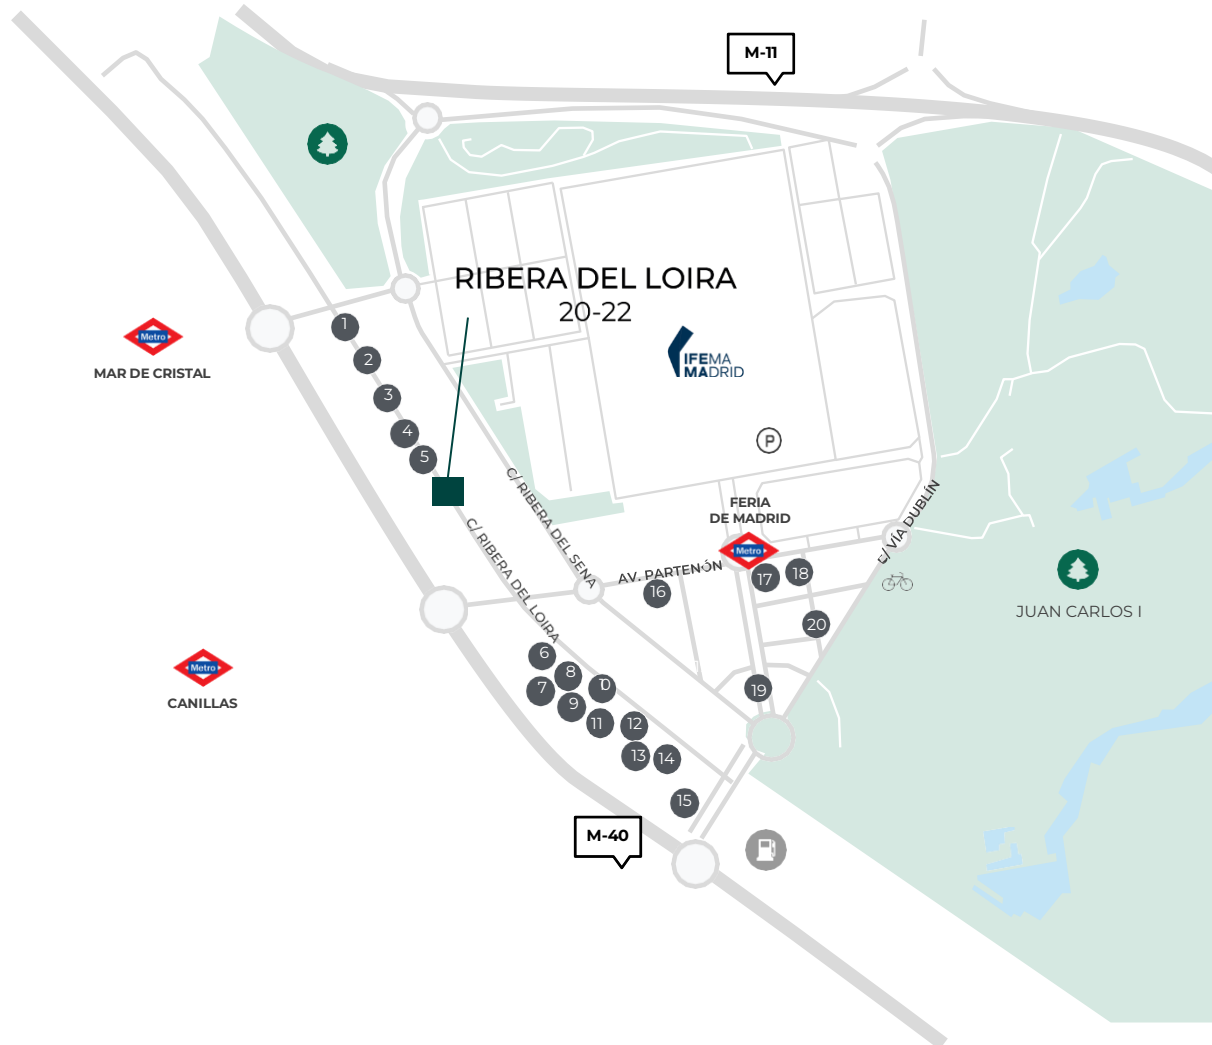 M-11
RIBERA DEL LOIRA
20-22
1
Metro
MAR DE CRISTAL
2
IFEMA
MADRID
3
4
P
5
C/ RIBERA DEL SENA
C/ RIBERA DEL LOIRA
FERIA
DE MADRID
C/ VÍA DUBLÍN
Metro
AV. PARTENÓN
17
18
16
JUAN CARLOS I
20
6
Metro
CANILLAS
8
7
10
19
9
11
12
13
14
15
M-40